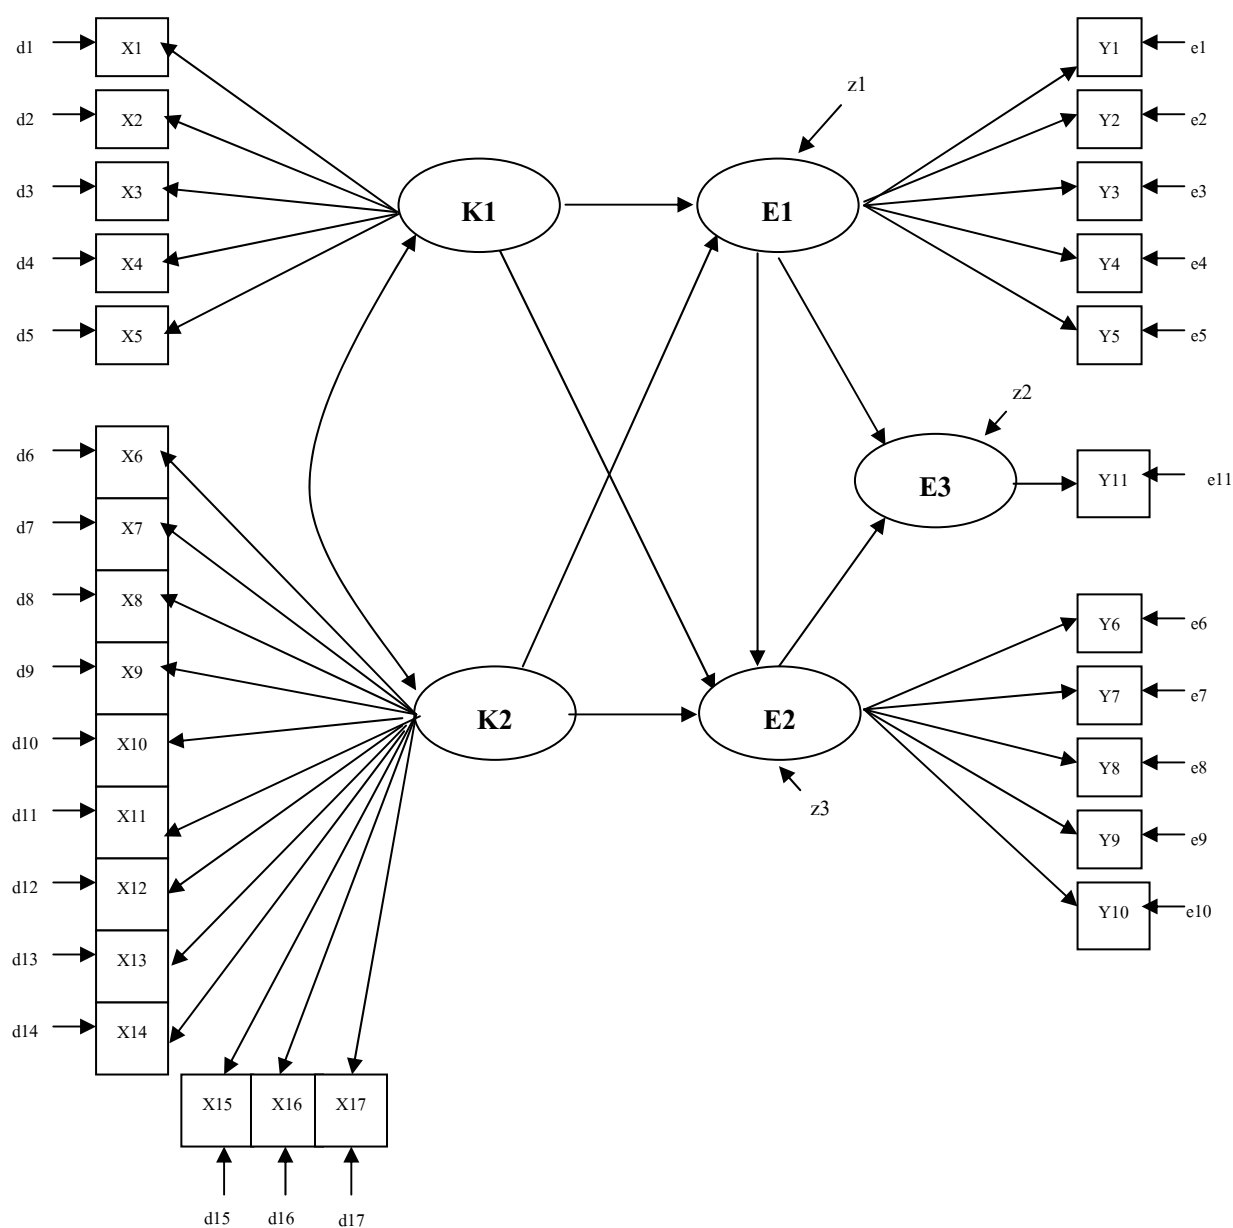 d1 X1 Y1 e1
z1
d2 X2 Y2 e2
d3 X3 Y3 e3
K1 E1
d4 X4 Y4 e4
d5 X5 Y5 e5
z2
d6 X6
E3 Y11 e11
d7 X7
d8 X8
Y6 e6
d9 X9
Y7 e7
K2 E2
d10 X10
Y8 e8
z3
d11 X11
Y9 e9
d12 X12
Y10 e10
d13 X13
d14 X14
X15 X16 X17
d15 d16 d17